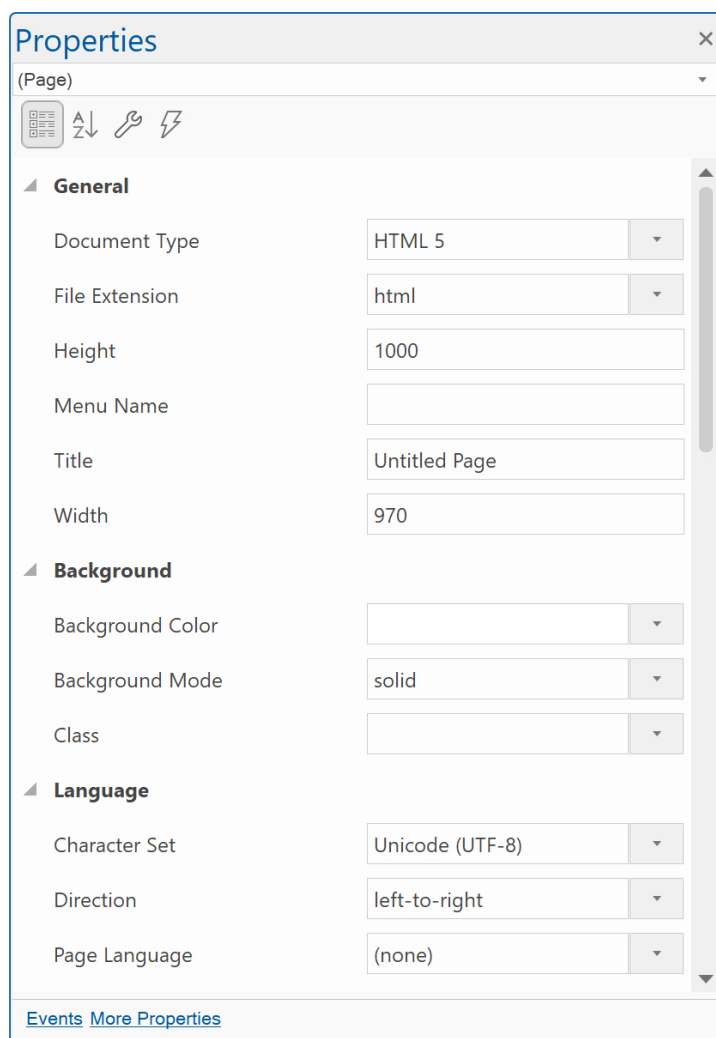 Properties
(Page)
General
Document Type HTML 5
File Extension html
Height 1000
Menu Name
Title Untitled Page
Width 970
Background
Background Color
Background Mode solid
Class
Language
Character Set Unicode (UTF-8)
Direction left-to-right
Page Language (none)
Events More Properties